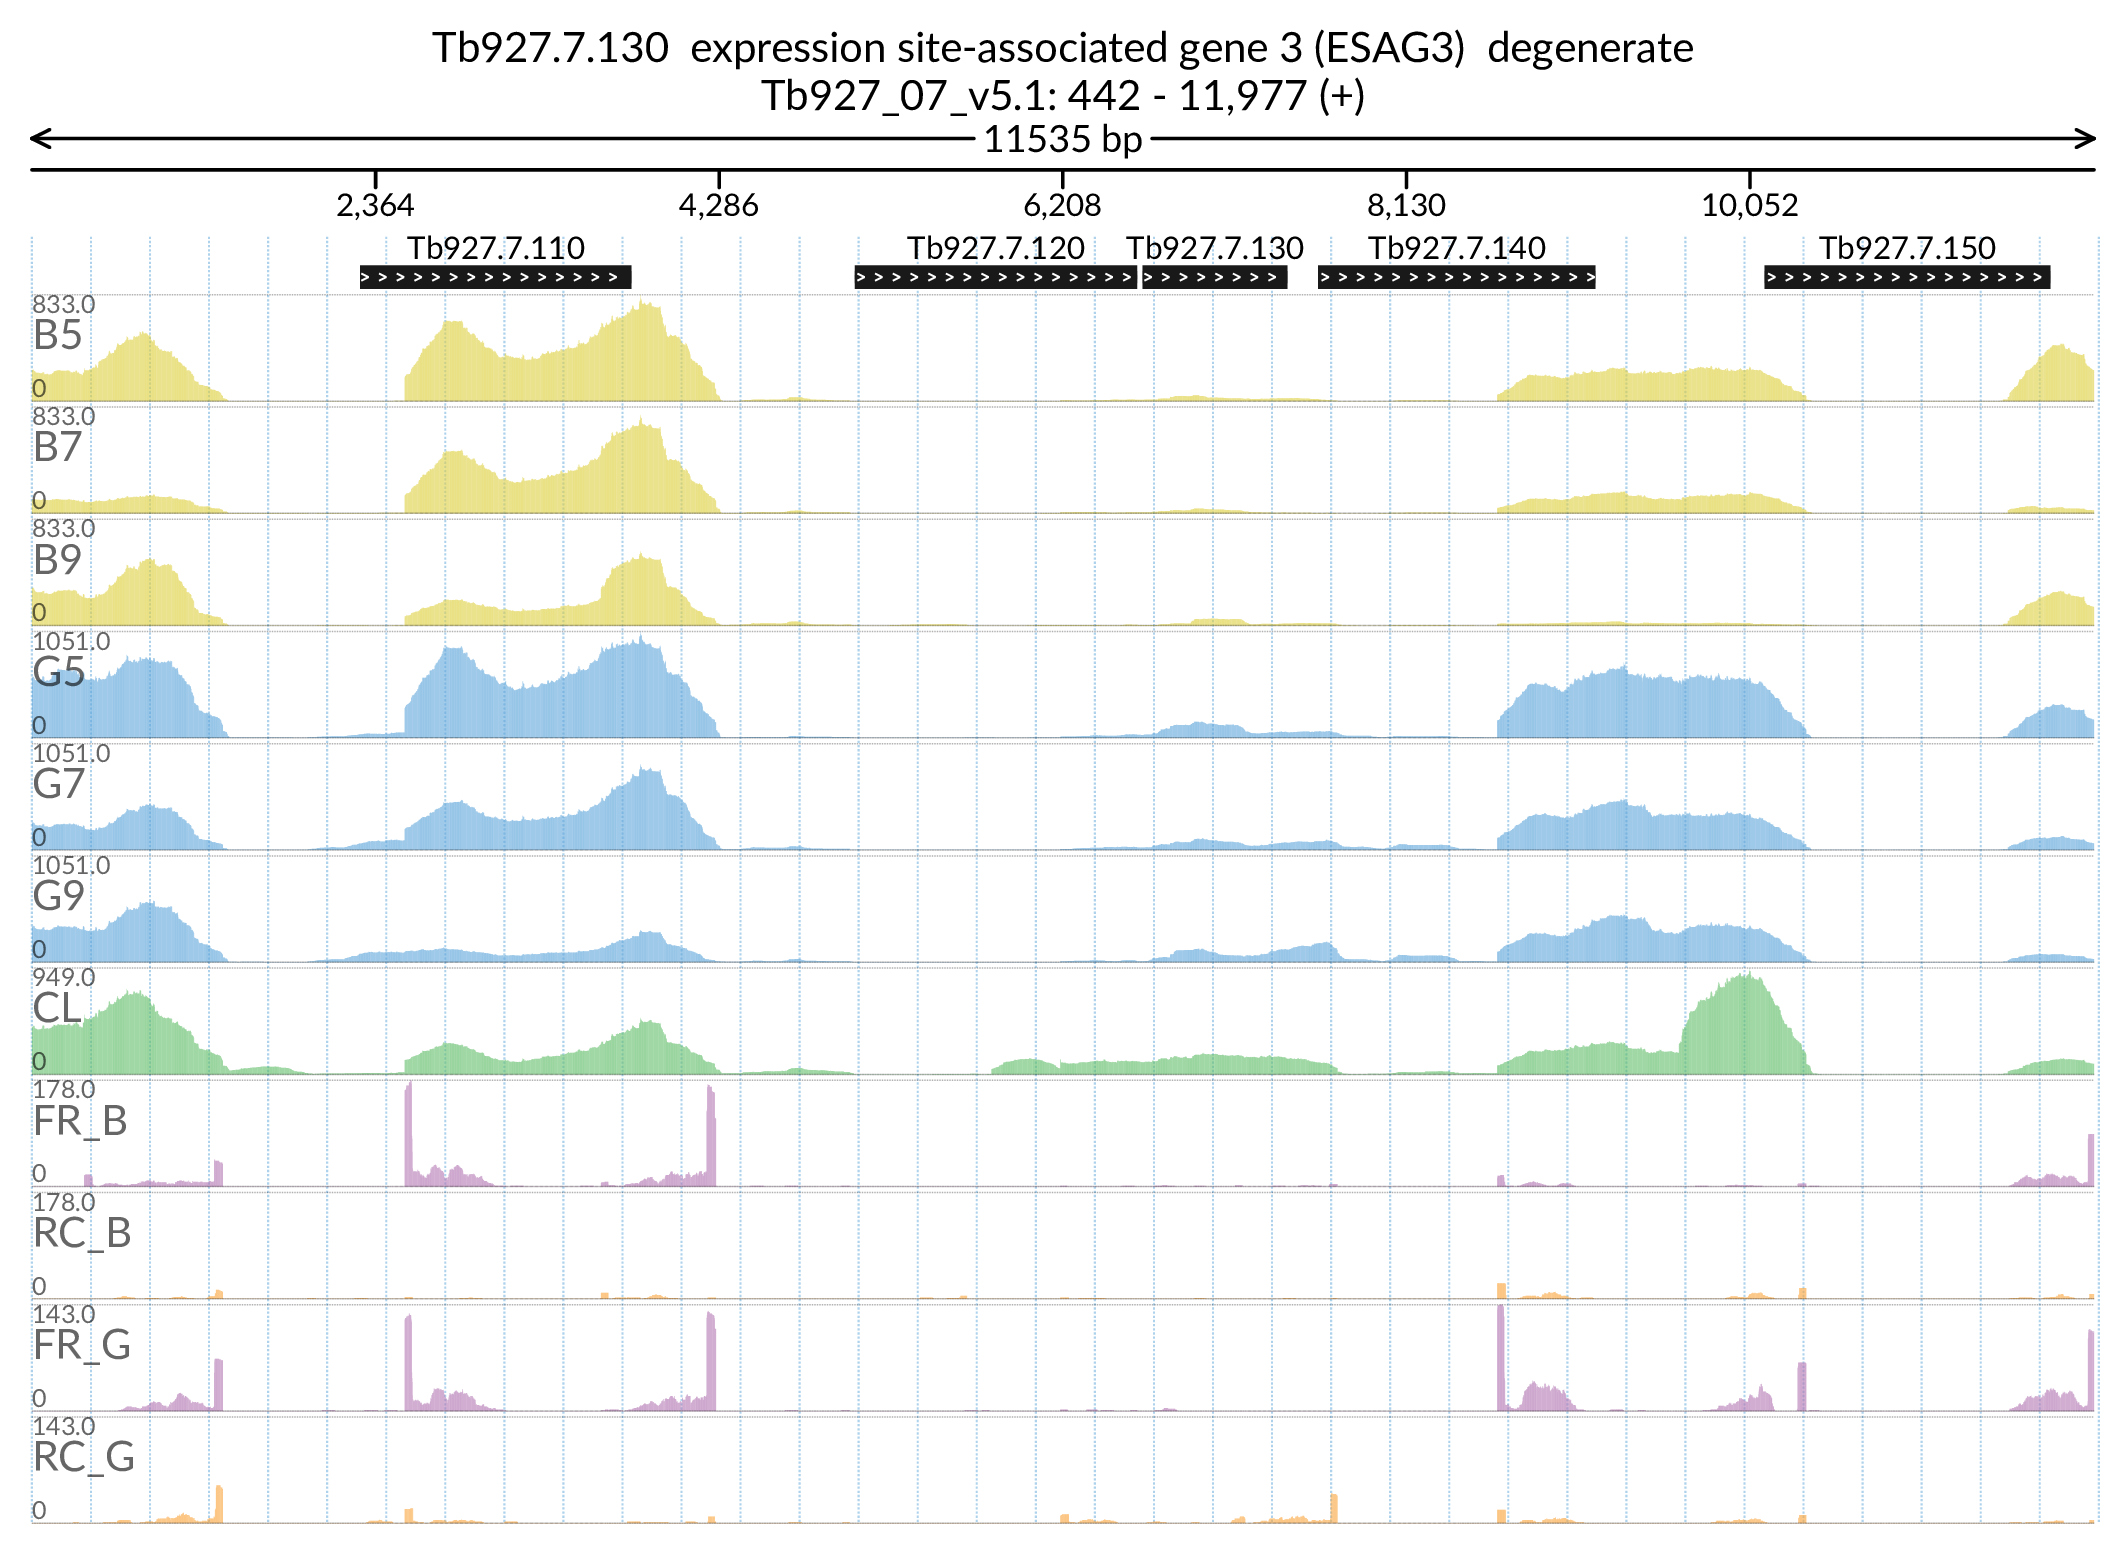 Tb927.7.130  expression site-associated gene 3 (ESAG3)  degenerate
Tb927_07_v5.1: 442 - 11,977 (+)
11535 bp
2,364 4,286 6,208 8,130 10,052
Tb927.7.110 Tb927.7.120 Tb927.7.130 Tb927.7.140 Tb927.7.150
833.0
B5
0
833.0
B7
0
833.0
B9
0
1051.0
G5
0
1051.0
G7
0
1051.0
G9
0
949.0
CL
0
178.0
FR_B
0
178.0
RC_B
0
143.0
FR_G
0
143.0
RC_G
0